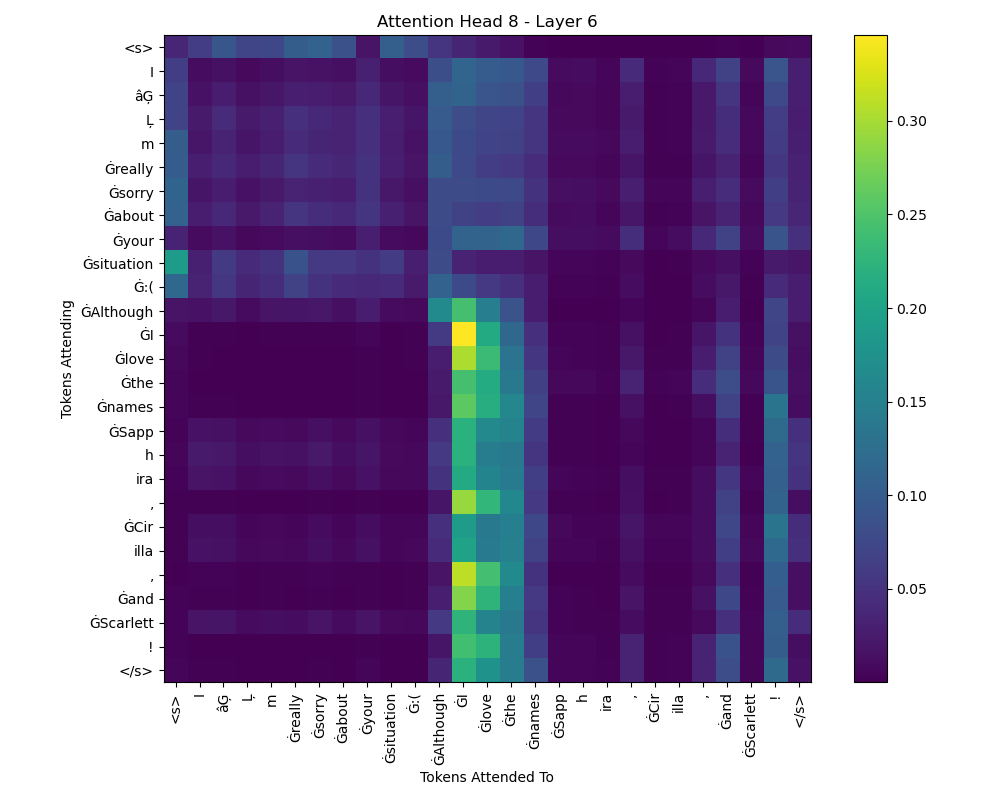 Attention Head 8 - Layer 6
Tokens Attending
<s>
I
âĢ
Ļ
m
Ġreally
Ġsorry
Ġabout
Ġyour
Ġsituation
Ġ:(
ĠAlthough
ĠI
Ġlove
Ġthe
Ġnames
ĠSapp
h
ira
,
ĠCir
illa
,
Ġand
ĠScarlett
!
</s>
<s>
I
âĢ
Ļ
m
Ġreally
Ġsorry
Ġabout
Ġyour
Ġsituation
Ġ:(
ĠAlthough
ĠI
Ġlove
Ġthe
Ġnames
ĠSapp
h
ira
,
ĠCir
illa
,
Ġand
ĠScarlett
!
</s>
Tokens Attended To
0.30
0.25
0.20
0.15
0.10
0.05